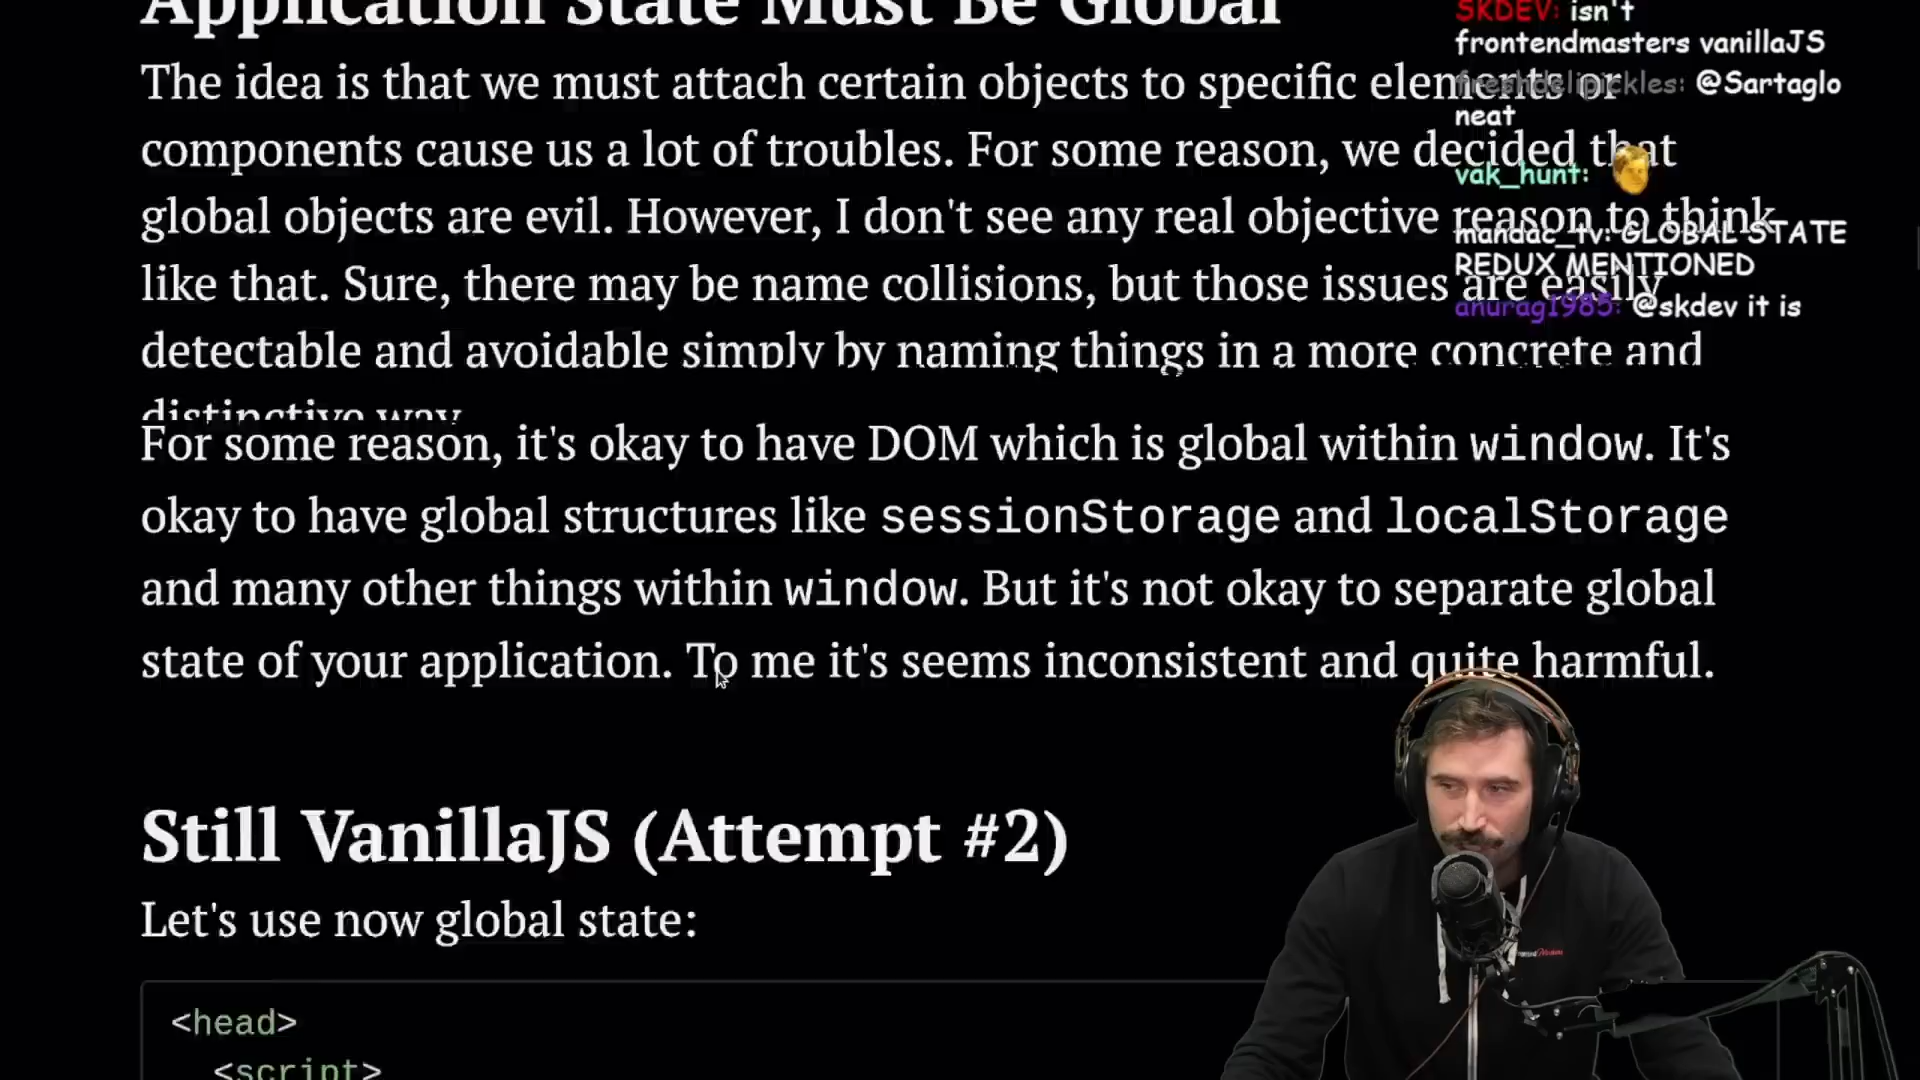 Application State Must Be Global
The idea is that we must attach certain objects to specific elements or
components cause us a lot of troubles. For some reason, we decided that
global objects are evil. However, I don't see any real objective reason to think
like that. Sure, there may be name collisions, but those issues are easily
detectable and avoidable simply by naming things in a more concrete and
distinctive way.
For some reason, it's okay to have DOM which is global within window. It's
okay to have global structures like sessionStorage and localStorage
and many other things within window. But it's not okay to separate global
state of your application. To me it's seems inconsistent and quite harmful.
Still VanillaJS (Attempt #2)
Let's use now global state:
<head>
<script>
SKDEV: isn't
frontendmasters vanillaJS
freshdelipickles: @Sartaglo
neat
vak_hunt:
mandac_tv: GLOBAL STATE
REDUX MENTIONED
anurag1985: @skdev it is